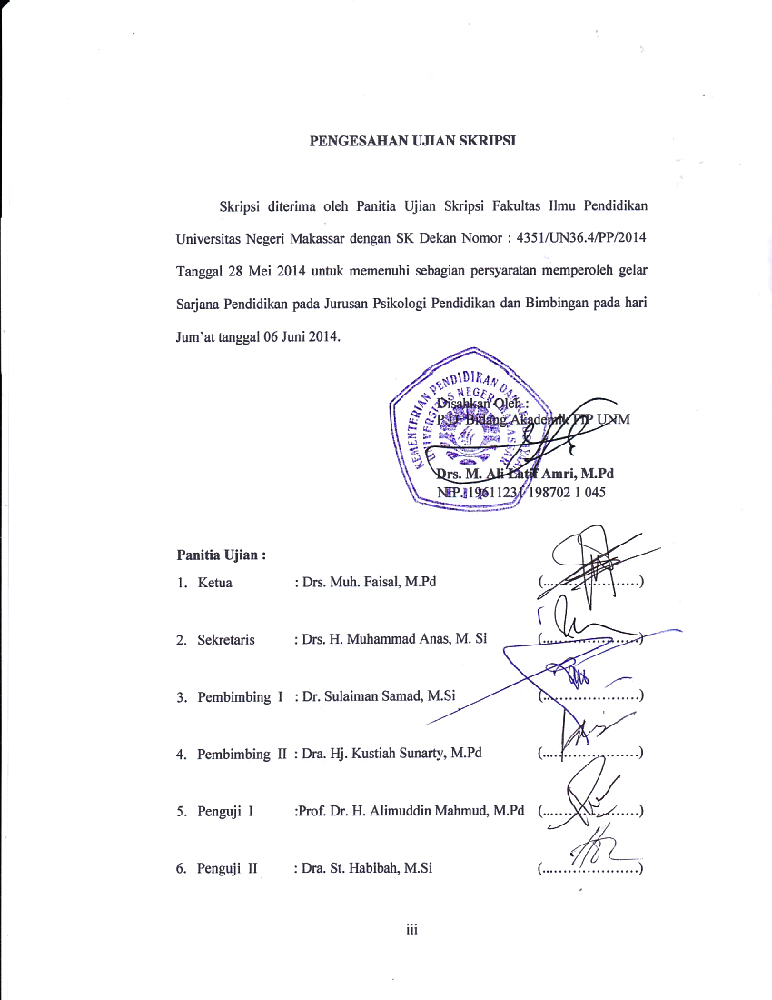 PENGESAHAN UJIAN SKRIPSI
Skripsi diterima oleh Panitia Ujian Skripsi Fakultas Ilmu Pendidikan
Universitas Negeri Makassar dengan SK Dekan Nomor : 4351/UN36.4/PP/2014
Tanggal 28 Mei 2014 untuk memenuhi sebagian persyaratan memperoleh gelar
Sarjana Pendidikan pada Jurusan Psikologi Pendidikan dan Bimbingan pada hari
Jum'at tanggal 06 Juni 2014.
KEMENTERIAN PENDIDIKAN DAN
UNIVERSITAS NEGERI MAKASSAR
Disahkan Oleh :
P.D. Bidang Akademik FIP UNM
Drs. M. Ali Latif Amri, M.Pd
NIP. 19611231 198702 1 045
Panitia Ujian :
1. Ketua : Drs. Muh. Faisal, M.Pd (.....................)
2. Sekretaris : Drs. H. Muhammad Anas, M. Si (.....................)
3. Pembimbing I : Dr. Sulaiman Samad, M.Si (.....................)
4. Pembimbing II : Dra. Hj. Kustiah Sunarty, M.Pd (.....................)
5. Penguji I :Prof. Dr. H. Alimuddin Mahmud, M.Pd (.....................)
6. Penguji II : Dra. St. Habibah, M.Si (.....................)
iii